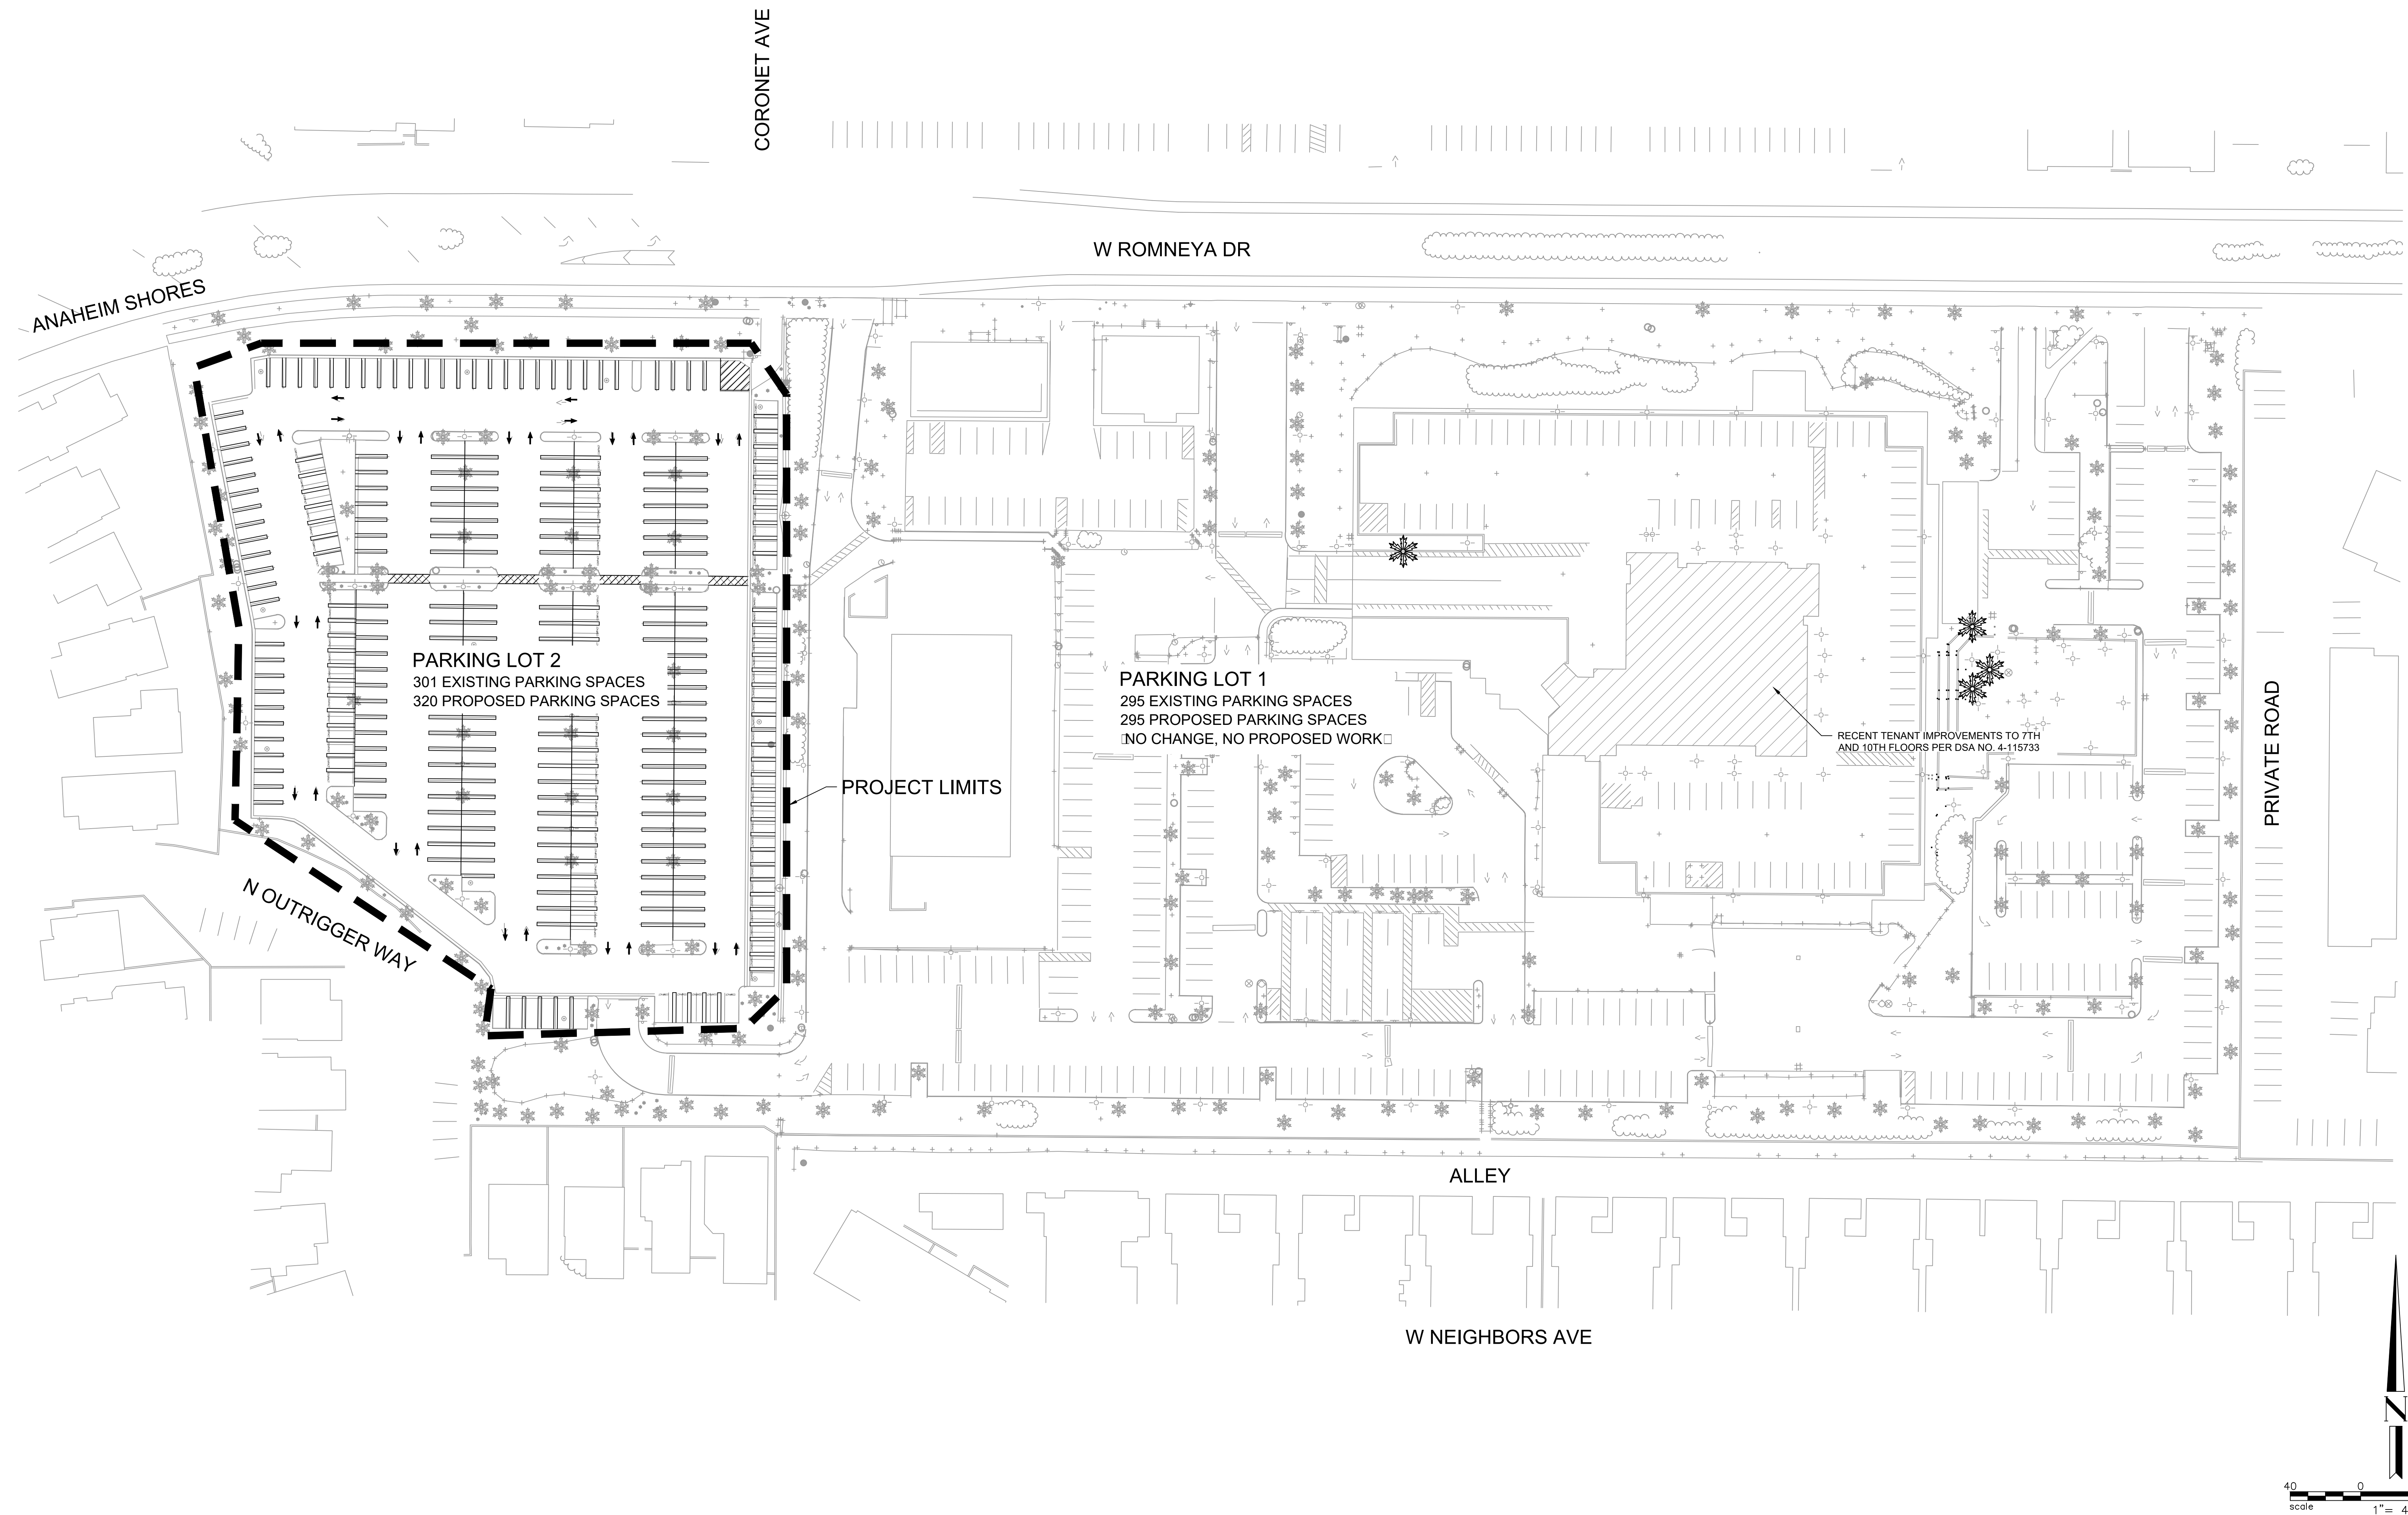 CORONET AVE
W ROMNEYA DR
ANAHEIM SHORES
PARKING LOT 2
301 EXISTING PARKING SPACES
320 PROPOSED PARKING SPACES
PARKING LOT 1
295 EXISTING PARKING SPACES
295 PROPOSED PARKING SPACES
NO CHANGE, NO PROPOSED WORK
RECENT TENANT IMPROVEMENTS TO 7TH
AND 10TH FLOORS PER DSA NO. 4-115733
PROJECT LIMITS
PRIVATE ROAD
N OUTRIGGER WAY
ALLEY
W NEIGHBORS AVE
N
40 0
scale
1"= 4